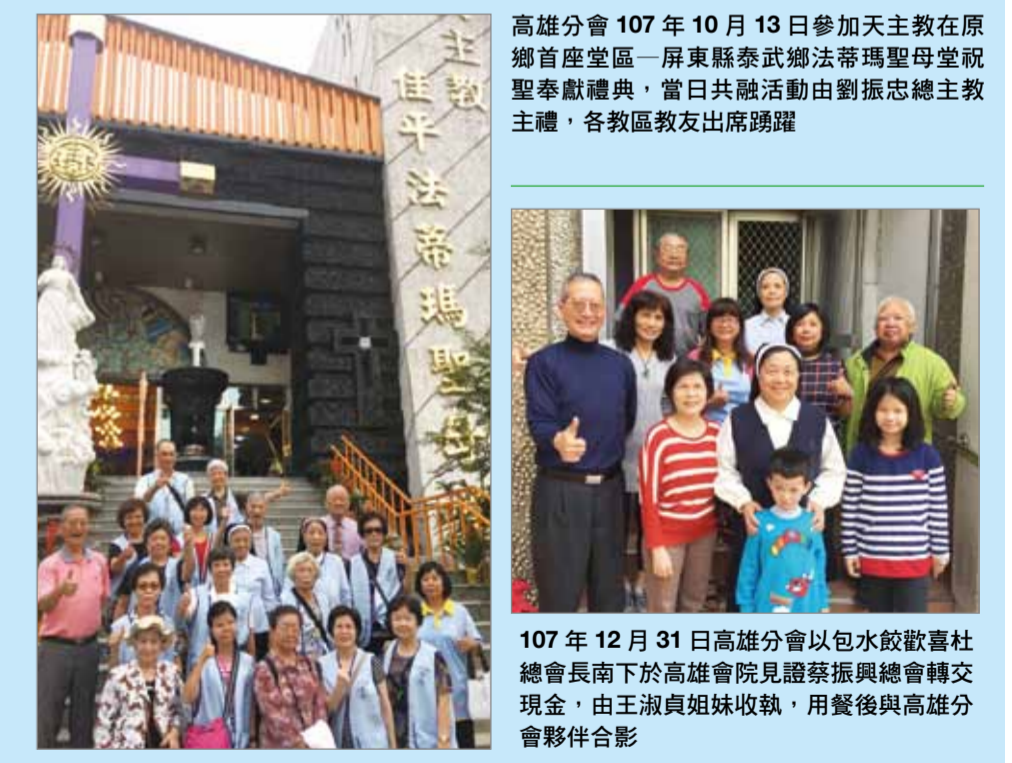 高雄分會 107 年 10 月 13 日參加天主教在原
鄉首座堂區─屏東縣泰武鄉法蒂瑪聖母堂祝
聖奉獻禮典，當日共融活動由劉振忠總主教
主禮，各教區教友出席踴躍
主教
佳平法蒂瑪聖母
107 年 12 月 31 日高雄分會以包水餃歡喜杜
總會長南下於高雄會院見證蔡振興總會轉交
現金，由王淑貞姐妹收執，用餐後與高雄分
會夥伴合影